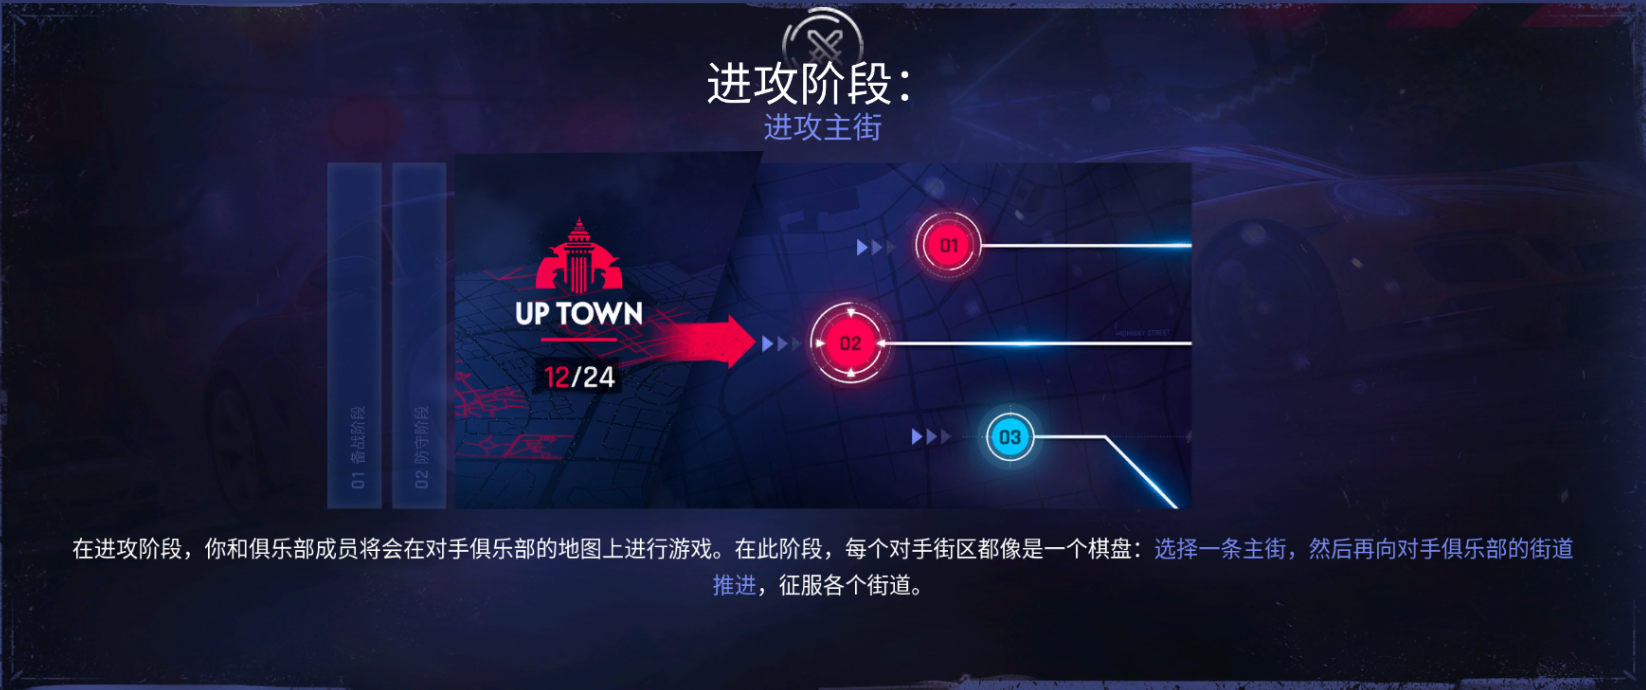 进攻阶段：
进攻主街
01 备战阶段
02 防守阶段
UP TOWN
12/24
01
02
HIGHWAY STREET
03
在进攻阶段，你和俱乐部成员将会在对手俱乐部的地图上进行游戏。在此阶段，每个对手街区都像是一个棋盘：选择一条主街，然后再向对手俱乐部的街道
推进，征服各个街道。